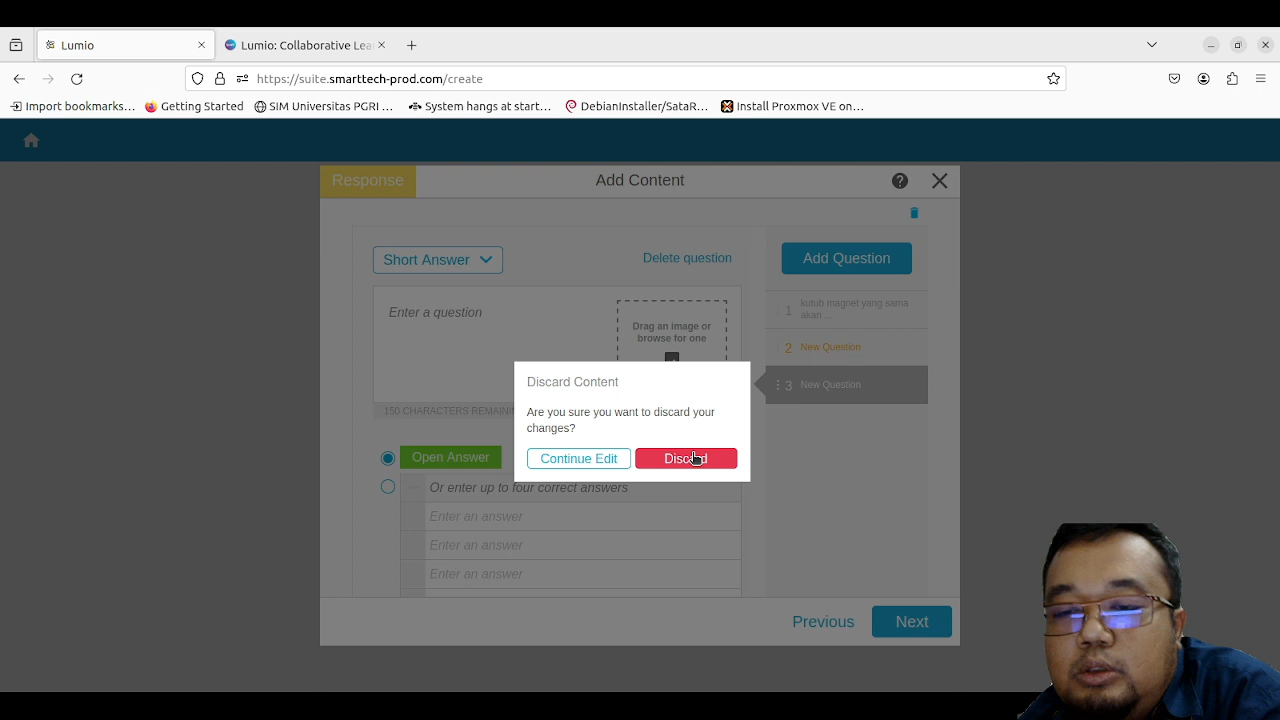 Lumio
Lumio: Collaborative Lea
https://suite.smarttech-prod.com/create
Import bookmarks...
Getting Started
SIM Universitas PGRI ...
System hangs at start...
DebianInstaller/SataR...
Install Proxmox VE on...
Response
Add Content
Short Answer
Delete question
Add Question
Enter a question
Drag an image or
browse for one
1 kutub magnet yang sama
akan ...
2 New Question
3 New Question
Discard Content
Are you sure you want to discard your
changes?
150 CHARACTERS REMAININ
Continue Edit
Discard
Open Answer
Or enter up to four correct answers
Enter an answer
Enter an answer
Enter an answer
Previous
Next